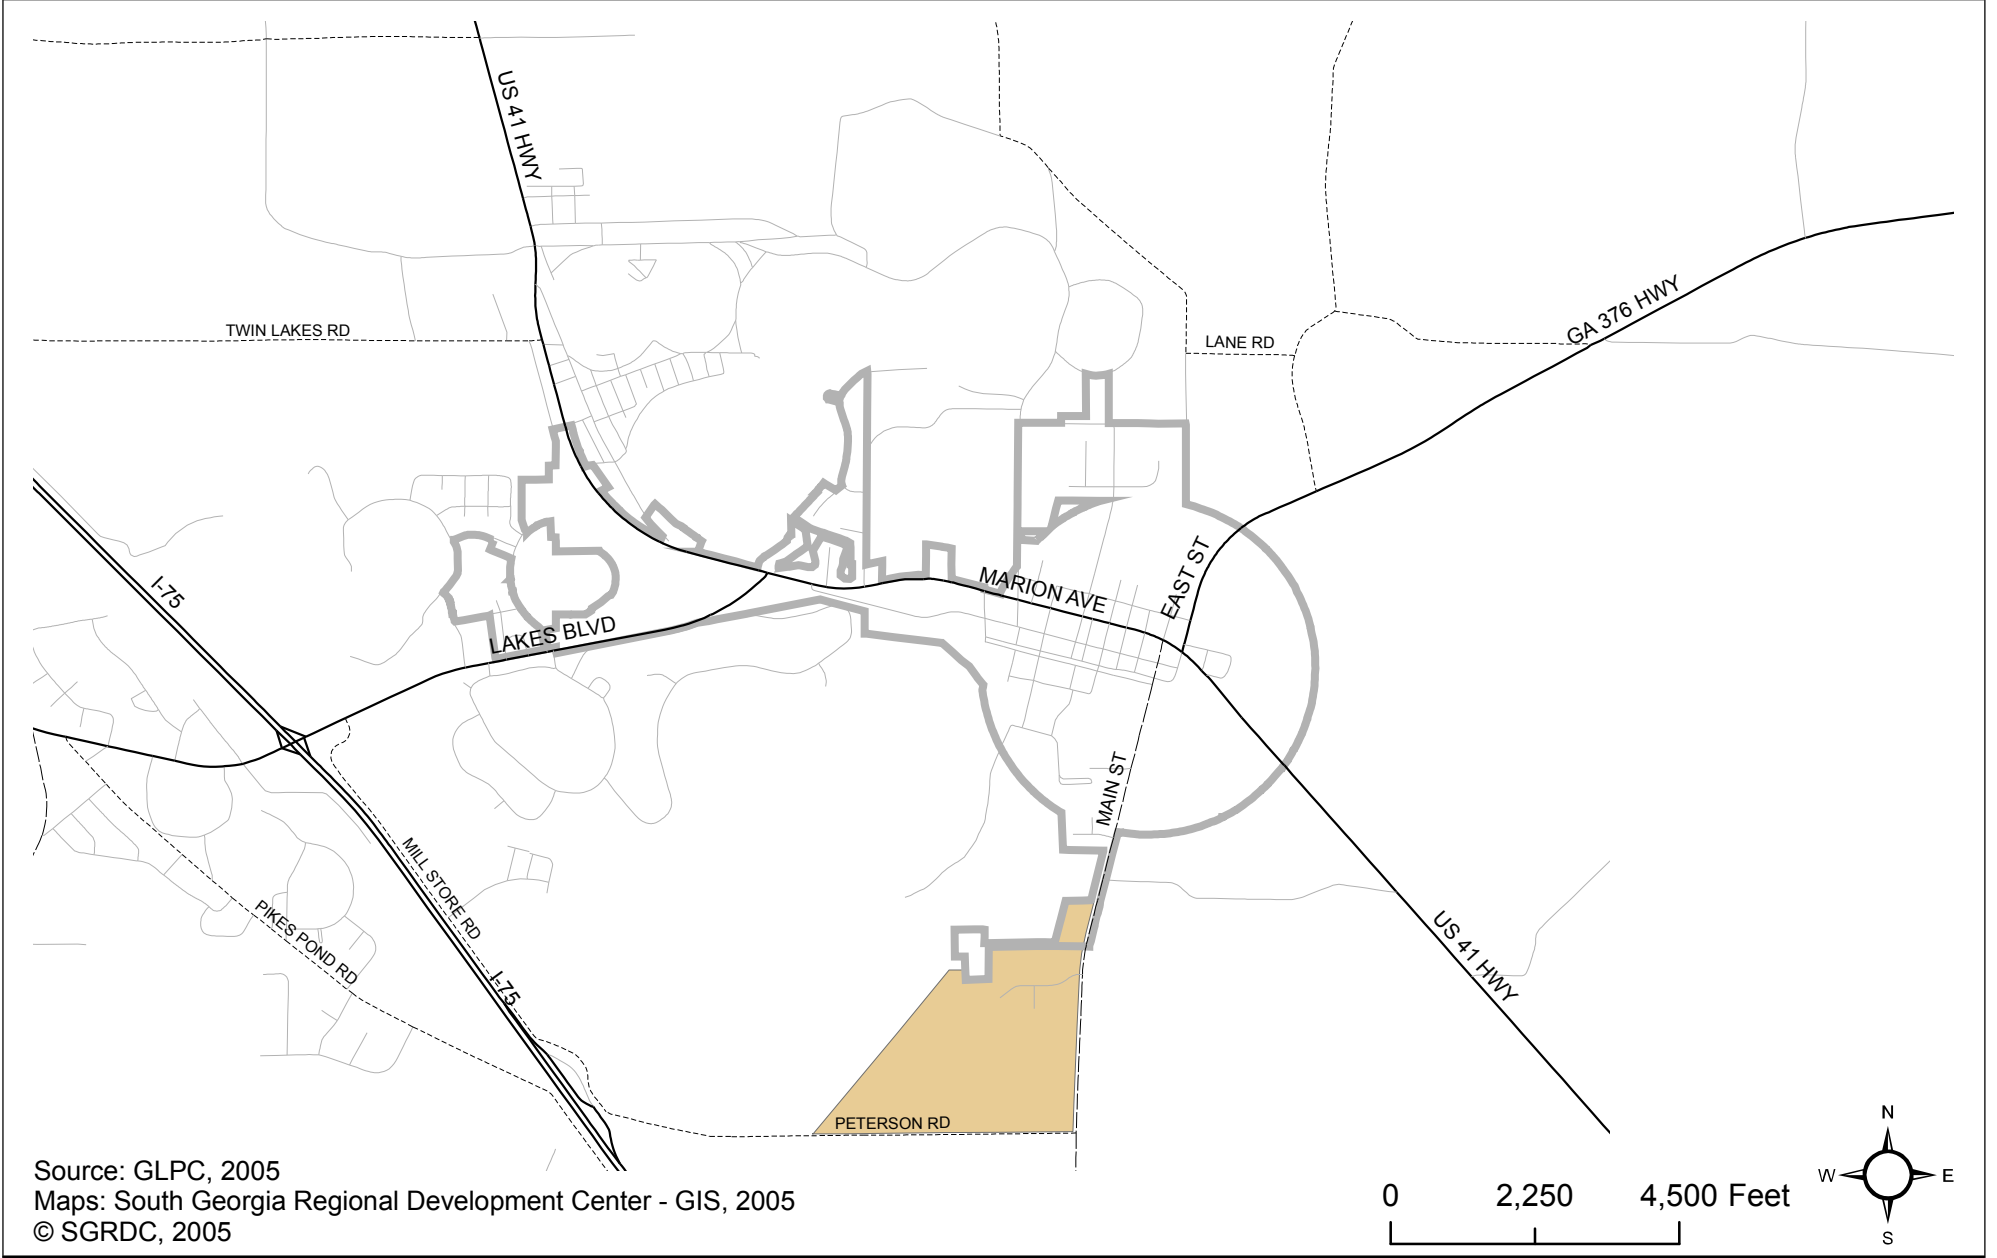 US 41 HWY
TWIN LAKES RD
LANE RD
GA 376 HWY
I-75
MARION AVE
EAST ST
LAKES BLVD
MAIN ST
MILL STORE RD
PIKES POND RD
I-75
US 41 HWY
PETERSON RD
Source: GLPC, 2005
Maps: South Georgia Regional Development Center - GIS, 2005
© SGRDC, 2005
0 2,250 4,500 Feet
N
W E
S